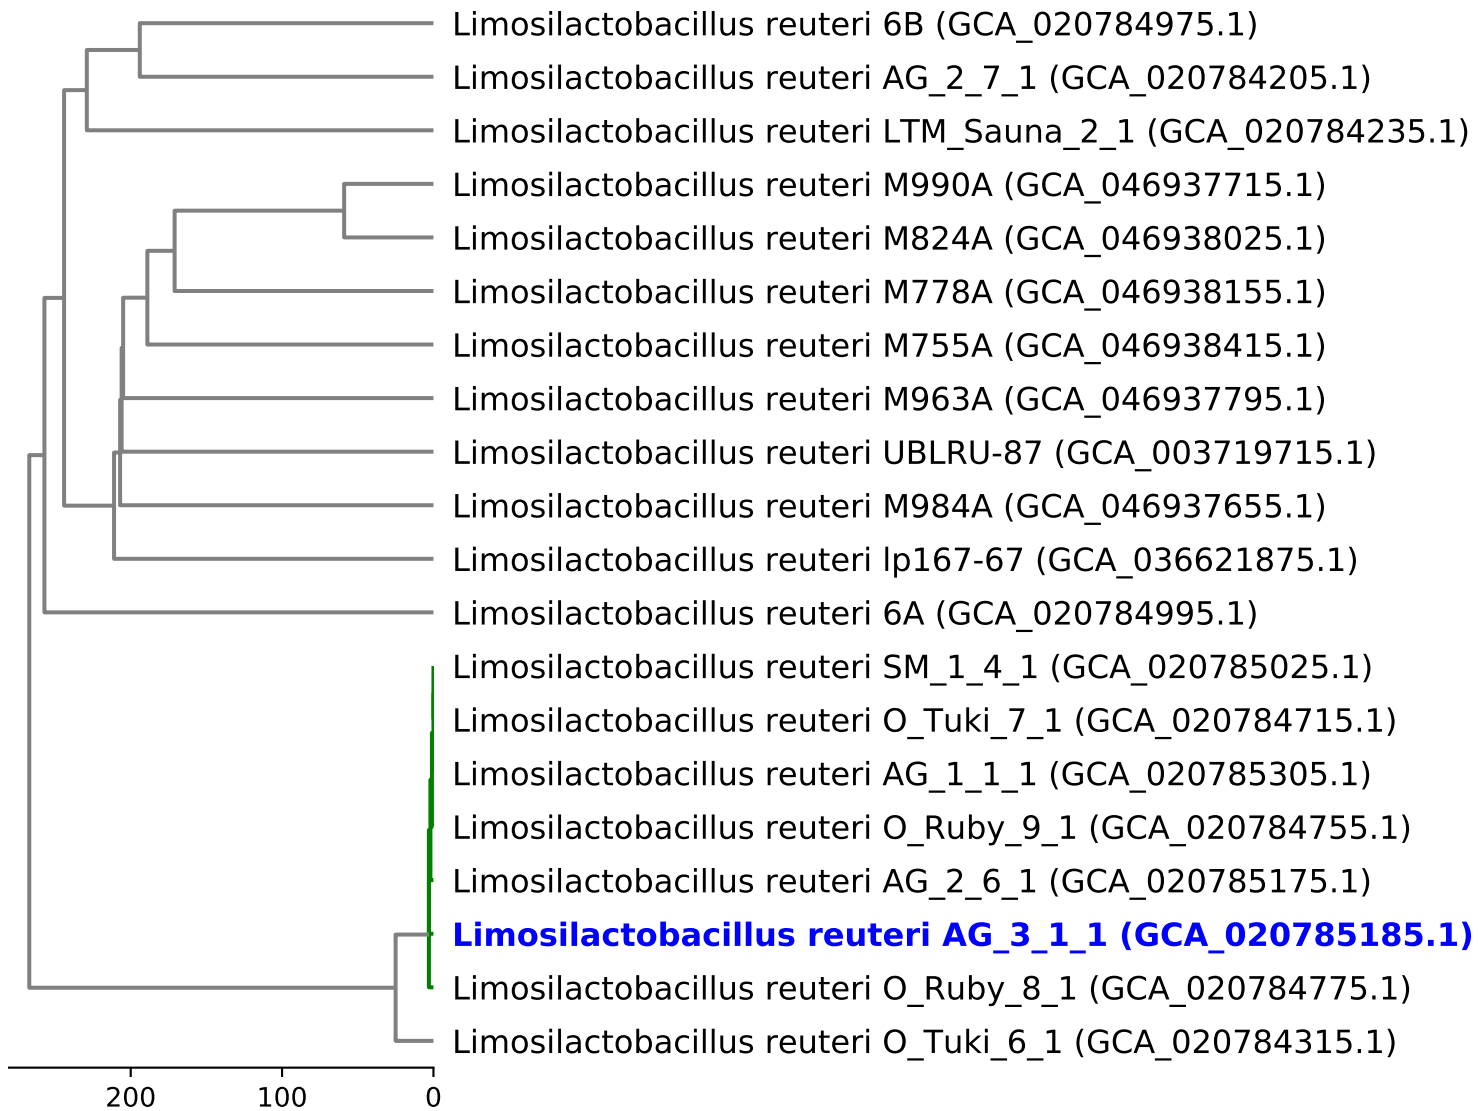 Limosilactobacillus reuteri 6B (GCA_020784975.1)
Limosilactobacillus reuteri AG_2_7_1 (GCA_020784205.1)
Limosilactobacillus reuteri LTM_Sauna_2_1 (GCA_020784235.1)
Limosilactobacillus reuteri M990A (GCA_046937715.1)
Limosilactobacillus reuteri M824A (GCA_046938025.1)
Limosilactobacillus reuteri M778A (GCA_046938155.1)
Limosilactobacillus reuteri M755A (GCA_046938415.1)
Limosilactobacillus reuteri M963A (GCA_046937795.1)
Limosilactobacillus reuteri UBLRU-87 (GCA_003719715.1)
Limosilactobacillus reuteri M984A (GCA_046937655.1)
Limosilactobacillus reuteri lp167-67 (GCA_036621875.1)
Limosilactobacillus reuteri 6A (GCA_020784995.1)
Limosilactobacillus reuteri SM_1_4_1 (GCA_020785025.1)
Limosilactobacillus reuteri O_Tuki_7_1 (GCA_020784715.1)
Limosilactobacillus reuteri AG_1_1_1 (GCA_020785305.1)
Limosilactobacillus reuteri O_Ruby_9_1 (GCA_020784755.1)
Limosilactobacillus reuteri AG_2_6_1 (GCA_020785175.1)
Limosilactobacillus reuteri AG_3_1_1 (GCA_020785185.1)
Limosilactobacillus reuteri O_Ruby_8_1 (GCA_020784775.1)
Limosilactobacillus reuteri O_Tuki_6_1 (GCA_020784315.1)
200 100 0